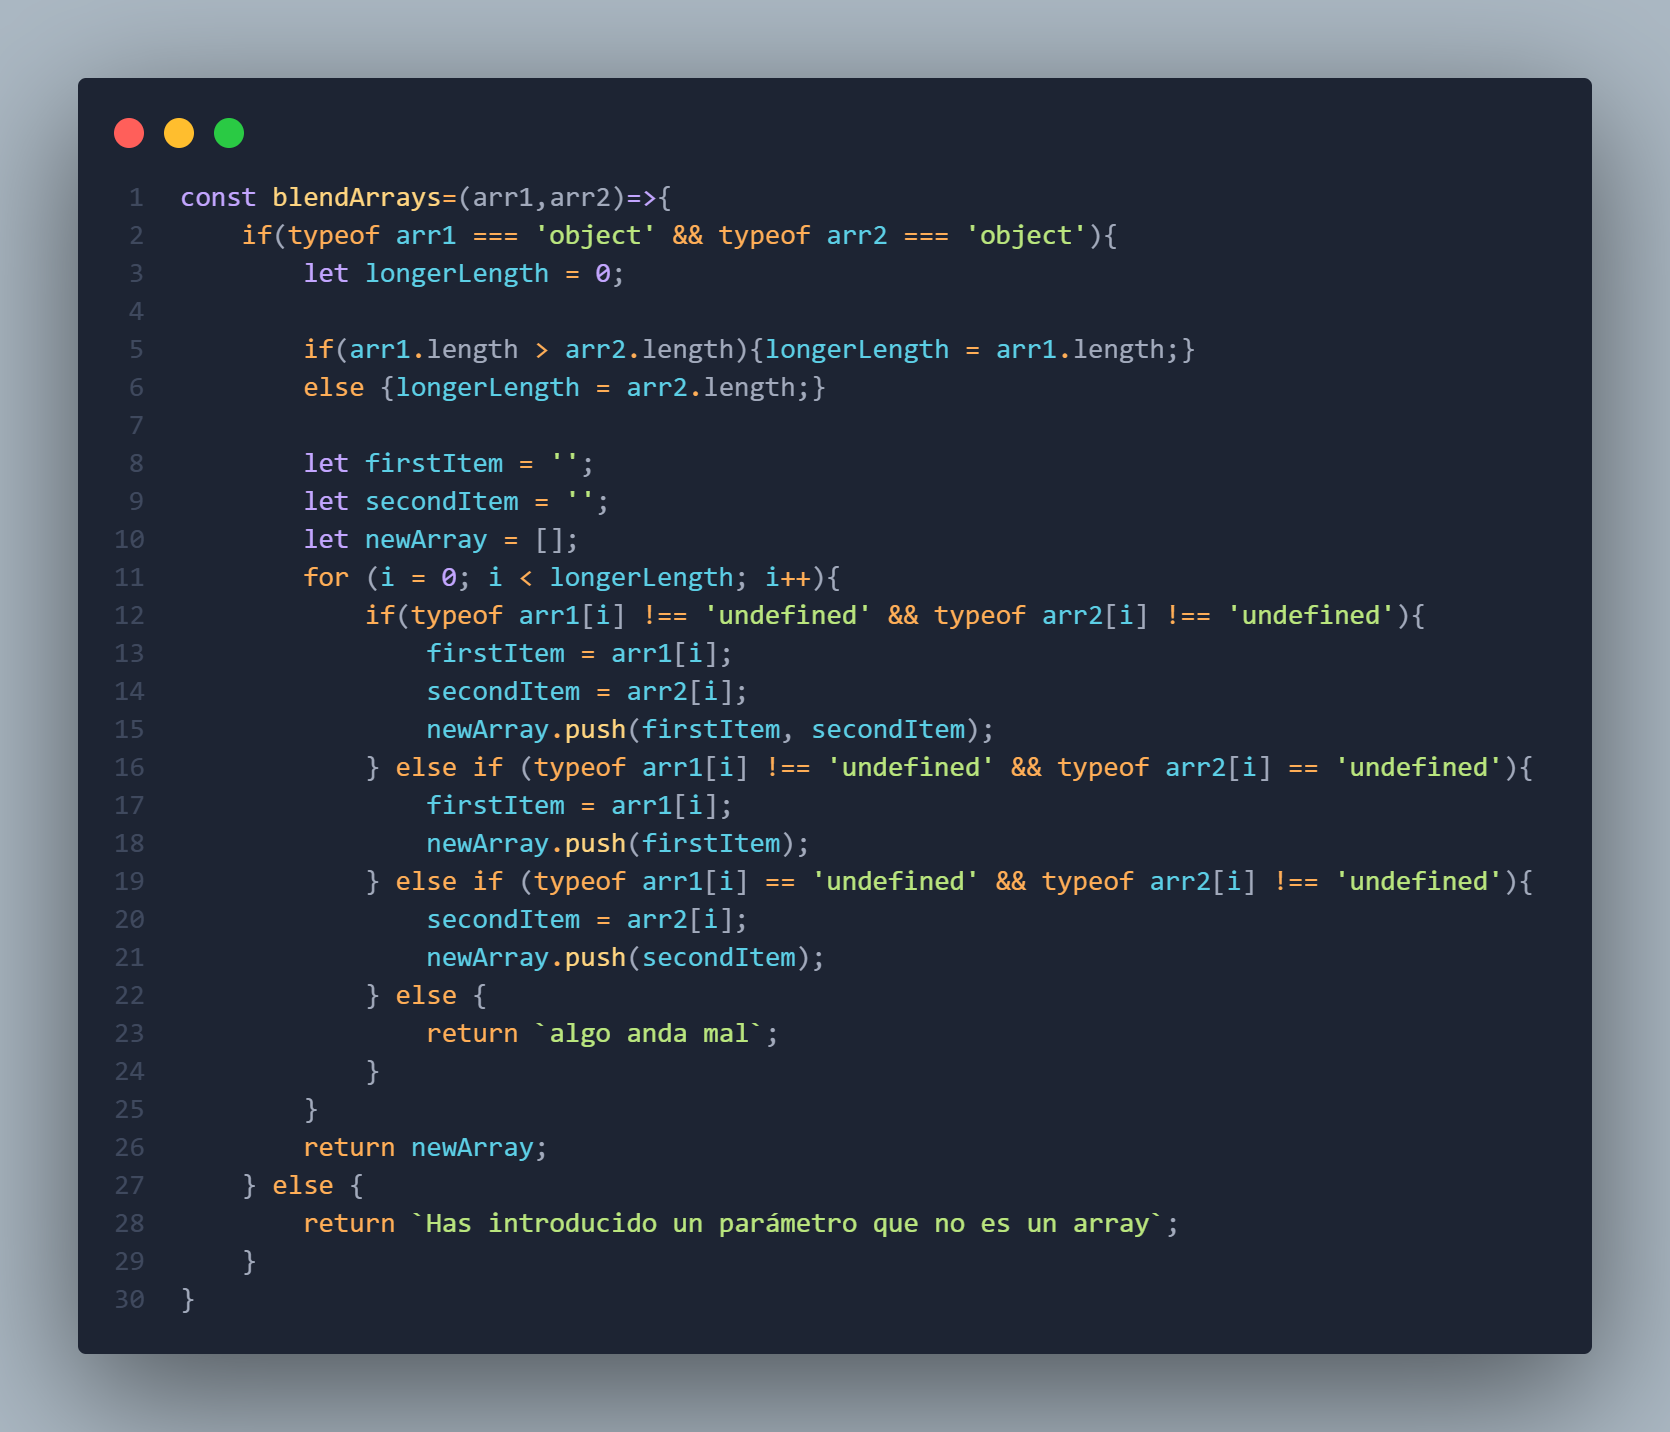 1 const blendArrays=(arr1,arr2)=>{
2 if(typeof arr1 === 'object' && typeof arr2 === 'object'){
3 let longerLength = 0;
4
5 if(arr1.length > arr2.length){longerLength = arr1.length;}
6 else {longerLength = arr2.length;}
7
8 let firstItem = '';
9 let secondItem = '';
10 let newArray = [];
11 for (i = 0; i < longerLength; i++){
12 if(typeof arr1[i] !== 'undefined' && typeof arr2[i] !== 'undefined'){
13 firstItem = arr1[i];
14 secondItem = arr2[i];
15 newArray.push(firstItem, secondItem);
16 } else if (typeof arr1[i] !== 'undefined' && typeof arr2[i] == 'undefined'){
17 firstItem = arr1[i];
18 newArray.push(firstItem);
19 } else if (typeof arr1[i] == 'undefined' && typeof arr2[i] !== 'undefined'){
20 secondItem = arr2[i];
21 newArray.push(secondItem);
22 } else {
23 return `algo anda mal`;
24 }
25 }
26 return newArray;
27 } else {
28 return `Has introducido un parámetro que no es un array`;
29 }
30 }